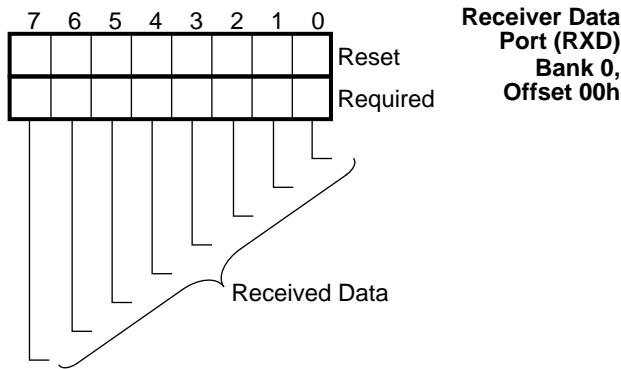 7 6 5 4 3 2 1 0
Reset
Required
Receiver Data
Port (RXD)
Bank 0,
Offset 00h
Received Data